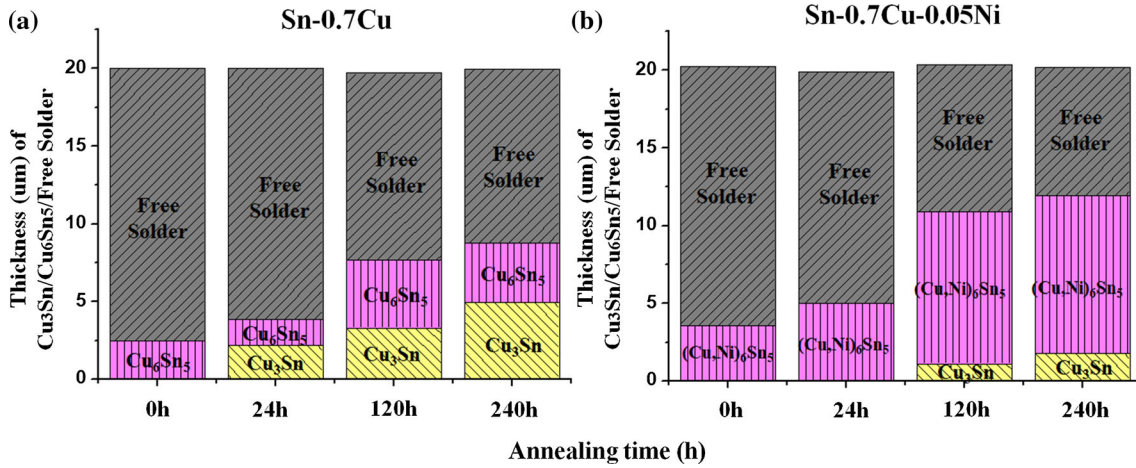 (a)
Sn-0.7Cu
Thickness (um) of
Cu₃Sn/Cu₆Sn₅/Free Solder
20
15
10
5
0
Free
Solder
Cu₆Sn₅
Free
Solder
Cu₆Sn₅
Cu₃Sn
Free
Solder
Cu₆Sn₅
Cu₃Sn
Free
Solder
Cu₆Sn₅
Cu₃Sn
0h
24h
120h
240h
(b)
Sn-0.7Cu-0.05Ni
Thickness (um) of
Cu₃Sn/Cu₆Sn₅/Free Solder
20
15
10
5
0
Free
Solder
(Cu,Ni)₆Sn₅
Free
Solder
(Cu,Ni)₆Sn₅
Free
Solder
(Cu,Ni)₆Sn₅
Cu₃Sn
Free
Solder
(Cu,Ni)₆Sn₅
Cu₃Sn
0h
24h
120h
240h
Annealing time (h)